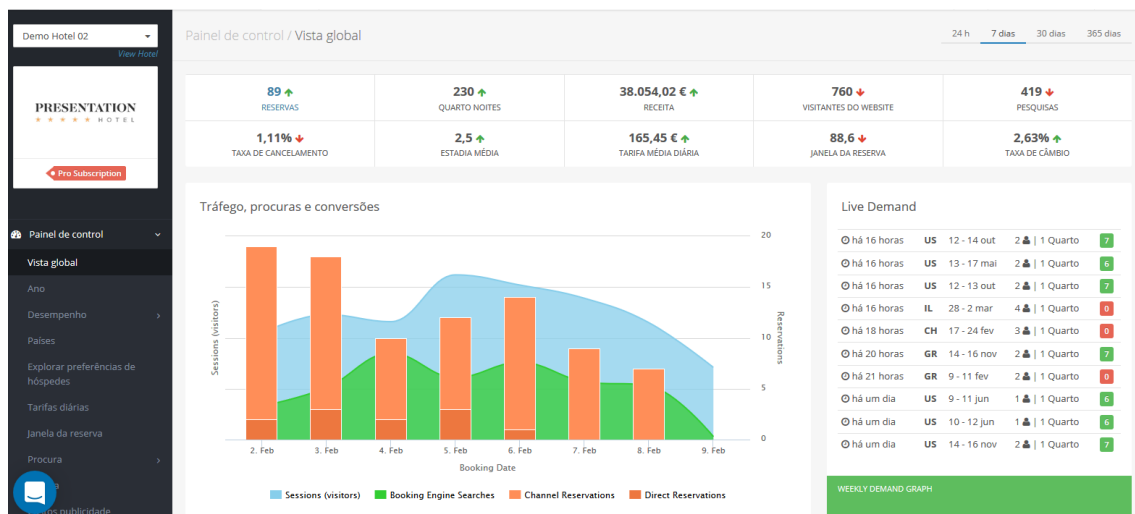 Demo Hotel 02
View Hotel
PRESENTATION
HOTEL
Pro Subscription
Painel de control
Vista global
Ano
Desempenho
Países
Explorar preferências de
hóspedes
Tarifas diárias
Janela da reserva
Procura
Painel de control / Vista global
24 h 7 dias 30 dias 365 dias
89 230 38.054,02 € 760 419
RESERVAS QUARTO NOITES RECEITA VISITANTES DO WEBSITE PESQUISAS
1,11% 2,5 165,45 € 88,6 2,63%
TAXA DE CANCELAMENTO ESTADIA MÉDIA TARIFA MÉDIA DIÁRIA JANELA DA RESERVA TAXA DE CÂMBIO
Tráfego, procuras e conversões
Sessions (visitors)
20
15
10
5
0
Reservations
2. Feb 3. Feb 4. Feb 5. Feb 6. Feb 7. Feb 8. Feb 9. Feb
Booking Date
Sessions (visitors) Booking Engine Searches Channel Reservations Direct Reservations
Live Demand
há 16 horas US 12 - 14 out 2 | 1 Quarto 7
há 16 horas US 13 - 17 mai 2 | 1 Quarto 6
há 16 horas US 12 - 13 out 2 | 1 Quarto 7
há 16 horas IL 28 - 2 mar 4 | 1 Quarto 0
há 18 horas CH 17 - 24 fev 3 | 1 Quarto 0
há 20 horas GR 14 - 16 nov 2 | 1 Quarto 7
há 21 horas GR 9 - 11 fev 2 | 1 Quarto 0
há um dia US 9 - 11 jun 1 | 1 Quarto 6
há um dia US 10 - 12 jun 1 | 1 Quarto 6
há um dia US 14 - 16 nov 2 | 1 Quarto 7
WEEKLY DEMAND GRAPH